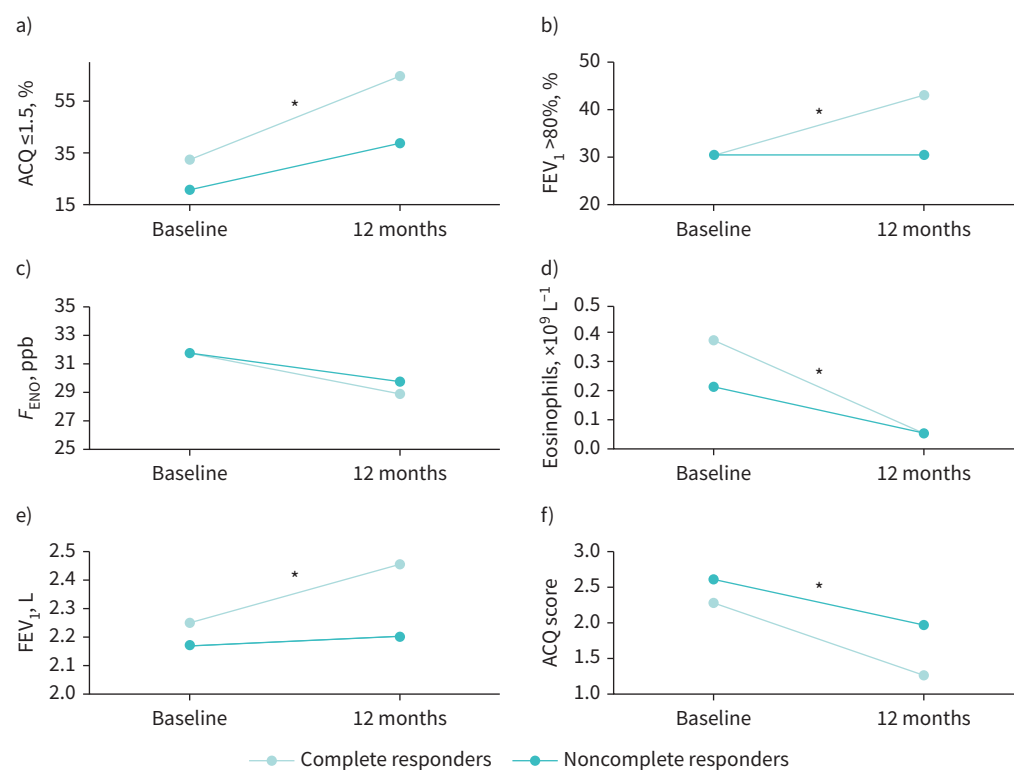 a)
ACQ ≤1.5, %
55
35
15
*
Baseline 12 months
b)
FEV₁ >80%, %
50
40
30
20
*
Baseline 12 months
c)
FENO, ppb
35
33
31
29
27
25
Baseline 12 months
d)
Eosinophils, ×10⁹ L⁻¹
0.5
0.4
0.3
0.2
0.1
0.0
*
Baseline 12 months
e)
FEV₁, L
2.5
2.4
2.3
2.2
2.1
2.0
*
Baseline 12 months
f)
ACQ score
3.0
2.5
2.0
1.5
1.0
*
Baseline 12 months
Complete responders Noncomplete responders